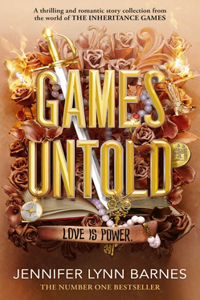 A thrilling and romantic story collection from
the world of THE INHERITANCE GAMES
GAMES
UNTOLD
LOVE IS POWER.
JENNIFER LYNN BARNES
THE NUMBER ONE BESTSELLER